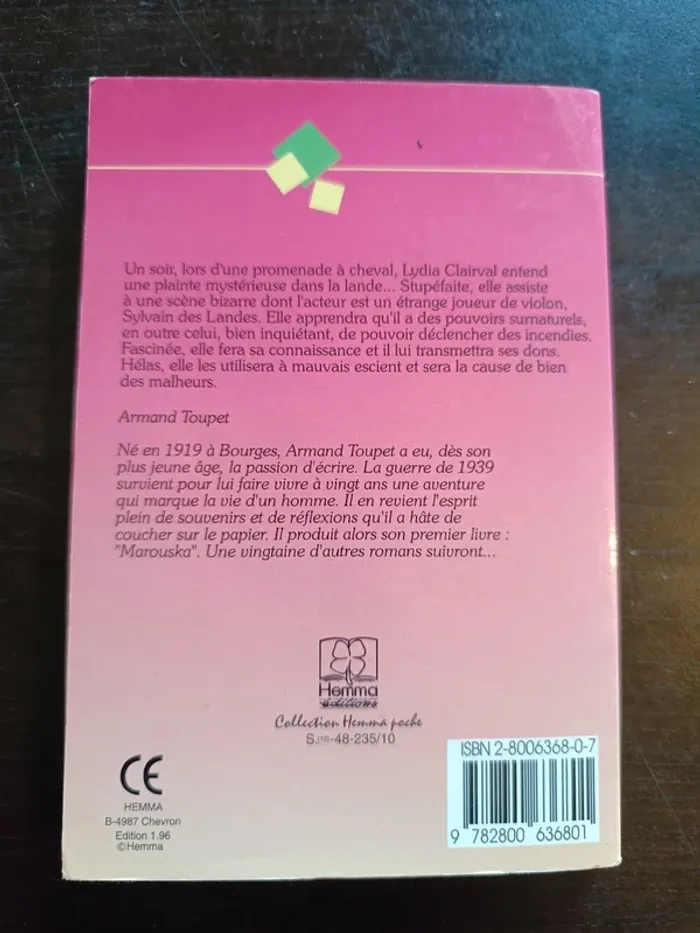 Un soir, lors d'une promenade à cheval, Lydia Clairval entend
une plainte mystérieuse dans la lande... Stupéfaite, elle assiste
à une scène bizarre dont l'acteur est un étrange joueur de violon,
Sylvain des Landes. Elle apprendra qu'il a des pouvoirs surnaturels,
en outre celui, bien inquiétant, de pouvoir déclencher des incendies.
Fascinée, elle fera sa connaissance et il lui transmettra ses dons.
Hélas, elle les utilisera à mauvais escient et sera la cause de bien
des malheurs.
Armand Toupet
Né en 1919 à Bourges, Armand Toupet a eu, dès son
plus jeune âge, la passion d'écrire. La guerre de 1939
survient pour lui faire vivre à vingt ans une aventure
qui marque la vie d'un homme. Il en revient l'esprit
plein de souvenirs et de réflexions qu'il a hâte de
coucher sur le papier. Il produit alors son premier livre :
"Marouska". Une vingtaine d'autres romans suivront...
Hemma
éditions
Collection Hemma poche
S.(10)-48-235/10
CE
HEMMA
B-4987 Chevron
Edition 1.96
©Hemma
ISBN 2-8006368-0-7
9 782800 636801